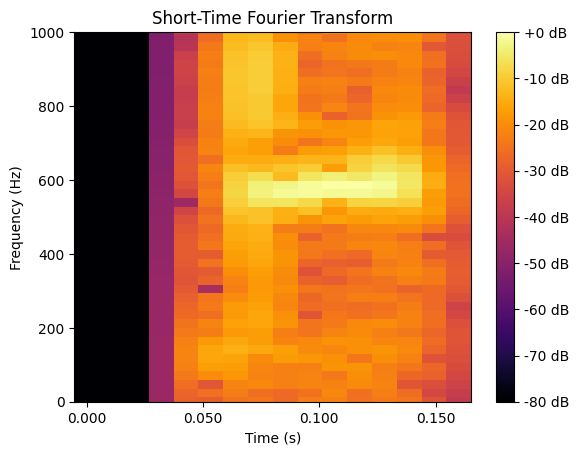 Short-Time Fourier Transform
1000
800
600
400
200
0
Frequency (Hz)
0.000
0.050
0.100
0.150
Time (s)
+0 dB
-10 dB
-20 dB
-30 dB
-40 dB
-50 dB
-60 dB
-70 dB
-80 dB